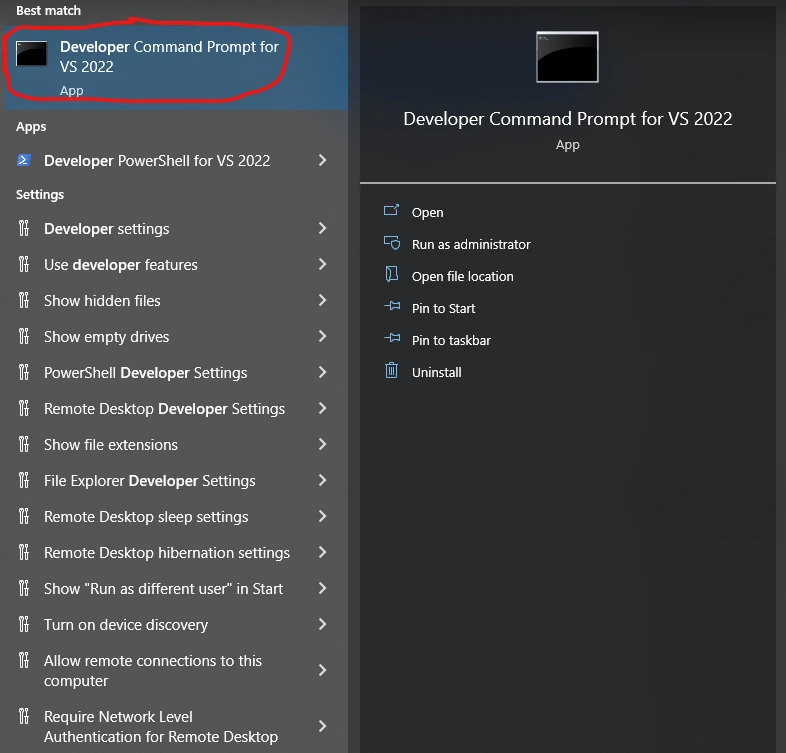 Best match
Developer Command Prompt for
VS 2022
App
Apps
Developer PowerShell for VS 2022
Settings
Developer settings
Use developer features
Show hidden files
Show empty drives
PowerShell Developer Settings
Remote Desktop Developer Settings
Show file extensions
File Explorer Developer Settings
Remote Desktop sleep settings
Remote Desktop hibernation settings
Show "Run as different user" in Start
Turn on device discovery
Allow remote connections to this
computer
Require Network Level
Authentication for Remote Desktop
Developer Command Prompt for VS 2022
App
Open
Run as administrator
Open file location
Pin to Start
Pin to taskbar
Uninstall